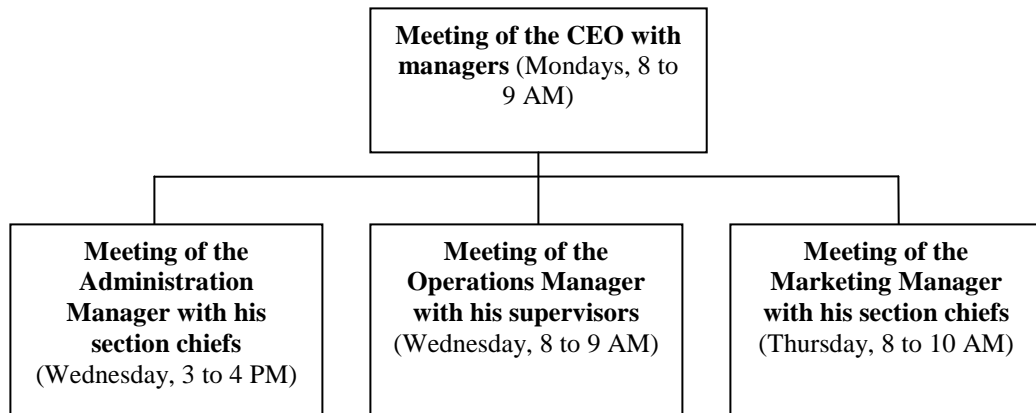 Meeting of the CEO with
managers (Mondays, 8 to
9 AM)
Meeting of the
Administration
Manager with his
section chiefs
(Wednesday, 3 to 4 PM)
Meeting of the
Operations Manager
with his supervisors
(Wednesday, 8 to 9 AM)
Meeting of the
Marketing Manager
with his section chiefs
(Thursday, 8 to 10 AM)